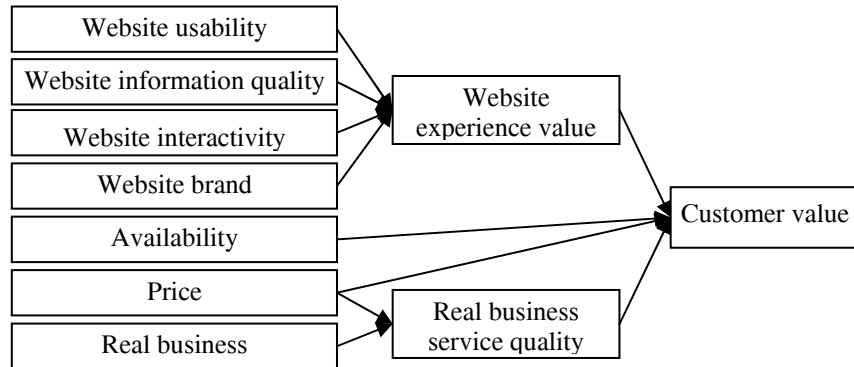 Website usability
Website information quality
Website interactivity
Website brand
Availability
Price
Real business
Website
experience value
Real business
service quality
Customer value